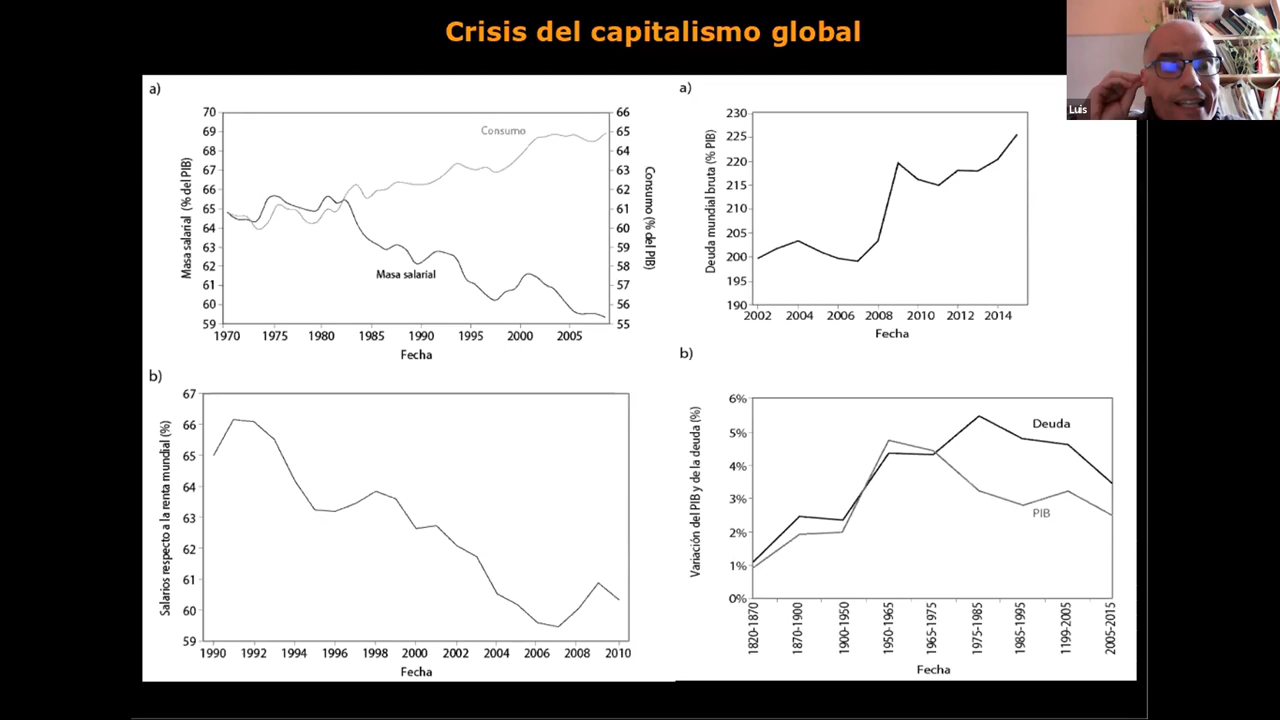 Crisis del capitalismo global
Luis
a)
70
69
68
67
66
65
64
63
62
61
60
59
Masa salarial (% del PIB)
66
65
64
63
62
61
60
59
58
57
56
55
Consumo (% del PIB)
Consumo
Masa salarial
1970 1975 1980 1985 1990 1995 2000 2005
Fecha
b)
67
66
65
64
63
62
61
60
59
Salarios respecto a la renta mundial (%)
1990 1992 1994 1996 1998 2000 2002 2004 2006 2008 2010
Fecha
a)
230
225
220
215
210
205
200
195
190
Deuda mundial bruta (% PIB)
2002 2004 2006 2008 2010 2012 2014
Fecha
b)
6%
5%
4%
3%
2%
1%
0%
Variación del PIB y de la deuda (%)
Deuda
PIB
1820-1870
1870-1900
1900-1950
1950-1965
1965-1975
1975-1985
1985-1995
1199-2005
2005-2015
Fecha